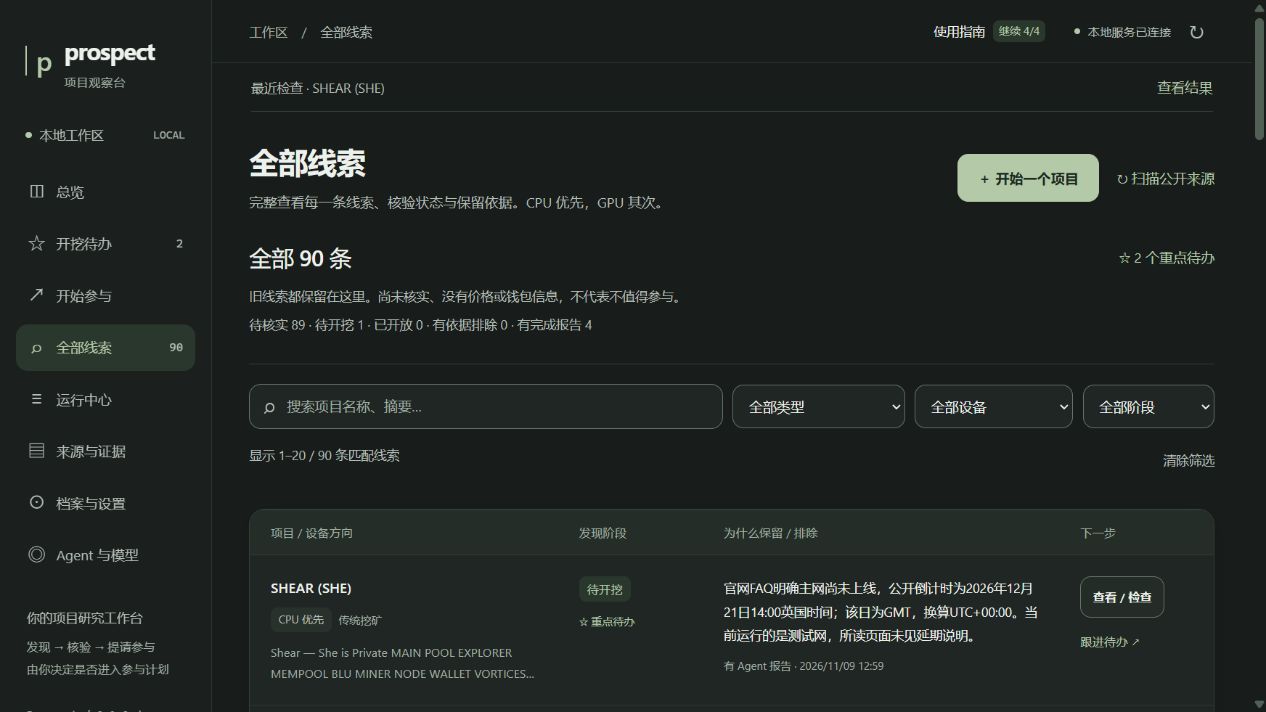 prospect
项目观察台
本地工作区 LOCAL
总览
开挖待办 2
开始参与
全部线索 90
运行中心
来源与证据
档案与设置
Agent 与模型
你的项目研究工作台
发现 → 核验 → 提请参与
由你决定是否进入参与计划
工作区 / 全部线索
使用指南 继续 4/4 本地服务已连接
最近检查 · SHEAR (SHE) 查看结果
全部线索
完整查看每一条线索、核验状态与保留依据。CPU 优先，GPU 其次。
+ 开始一个项目 ↻ 扫描公开来源
全部 90 条 ☆ 2 个重点待办
旧线索都保留在这里。尚未核实、没有价格或钱包信息，不代表不值得参与。
待核实 89 · 待开挖 1 · 已开放 0 · 有依据排除 0 · 有完成报告 4
搜索项目名称、摘要... 全部类型 全部设备 全部阶段
显示 1–20 / 90 条匹配线索 清除筛选
项目 / 设备方向 发现阶段 为什么保留 / 排除 下一步
SHEAR (SHE)
CPU 优先 传统挖矿
Shear — She is Private MAIN POOL EXPLORER
MEMPOOL BLU MINER NODE WALLET VORTICES...
待开挖
☆ 重点待办
官网FAQ明确主网尚未上线，公开倒计时为2026年12月
21日14:00英国时间；该日为GMT，换算UTC+00:00。当
前运行的是测试网，所读页面未见延期说明。
有 Agent 报告 · 2026/11/09 12:59
查看 / 检查
跟进待办 ↗